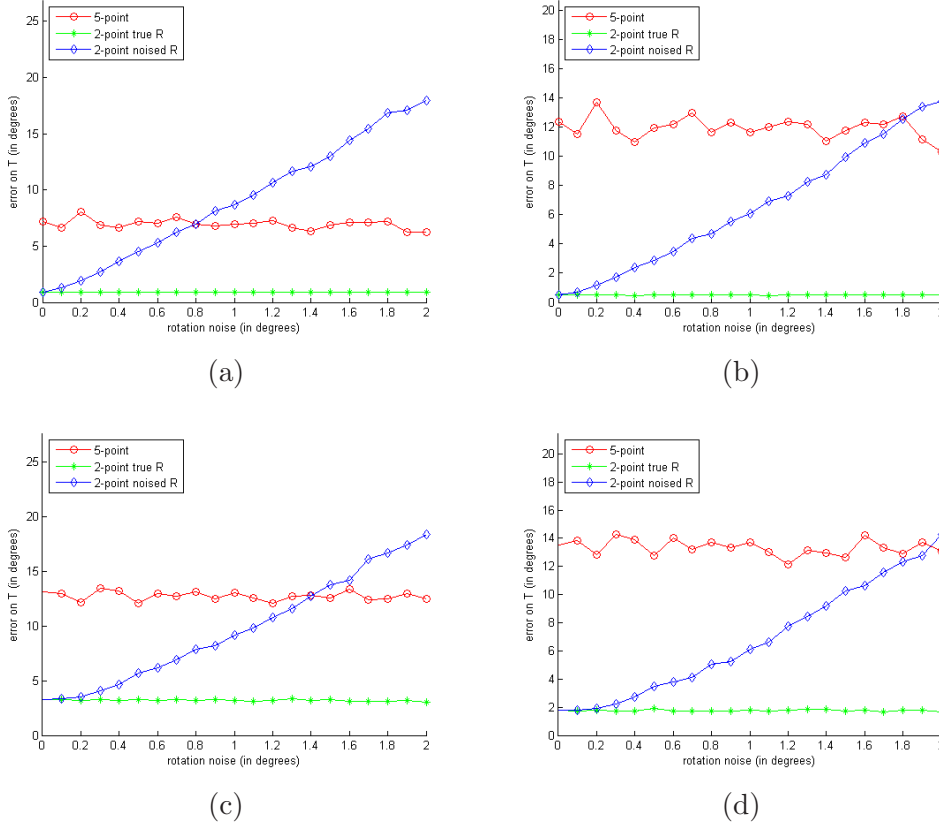 25
20
15
10
5
0
error on T (in degrees)
5-point
2-point true R
2-point noised R
0 0.2 0.4 0.6 0.8 1 1.2 1.4 1.6 1.8 2
rotation noise (in degrees)
(a)
20
18
16
14
12
10
8
6
4
2
0
error on T (in degrees)
5-point
2-point true R
2-point noised R
0 0.2 0.4 0.6 0.8 1 1.2 1.4 1.6 1.8
rotation noise (in degrees)
(b)
25
20
15
10
5
0
error on T (in degrees)
5-point
2-point true R
2-point noised R
0 0.2 0.4 0.6 0.8 1 1.2 1.4 1.6 1.8 2
rotation noise (in degrees)
(c)
20
18
16
14
12
10
8
6
4
2
0
error on T (in degrees)
5-point
2-point true R
2-point noised R
0 0.2 0.4 0.6 0.8 1 1.2 1.4 1.6 1.8
rotation noise (in degrees)
(d)